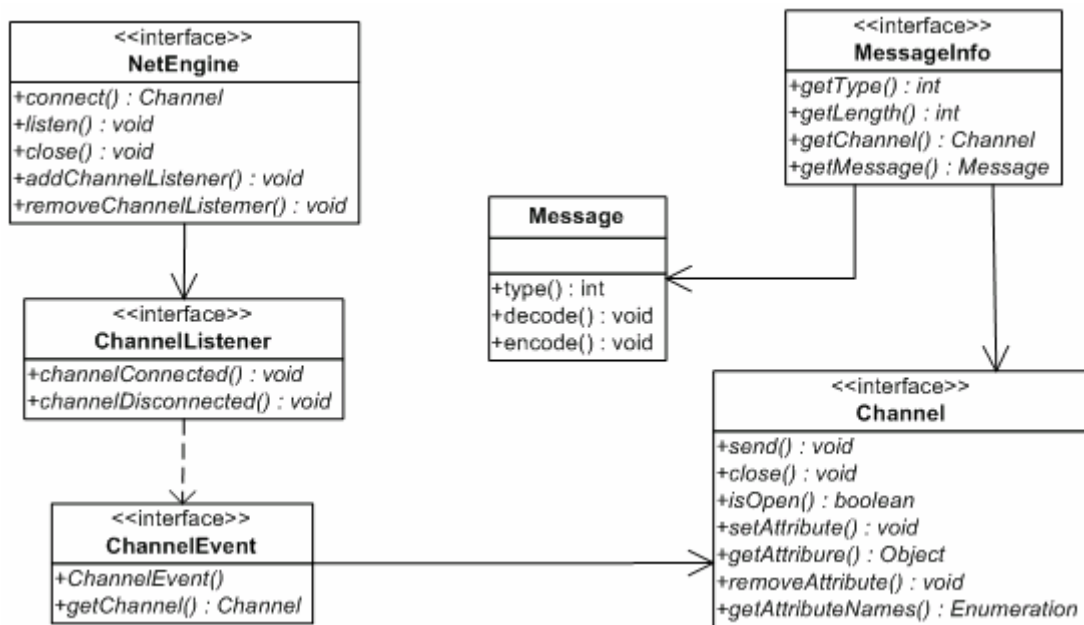 <<interface>>
NetEngine
+connect() : Channel
+listen() : void
+close() : void
+addChannelListener() : void
+removeChannelListemer() : void
<<interface>>
MessageInfo
+getType() : int
+getLength() : int
+getChannel() : Channel
+getMessage() : Message
Message
+type() : int
+decode() : void
+encode() : void
<<interface>>
ChannelListener
+channelConnected() : void
+channelDisconnected() : void
<<interface>>
Channel
+send() : void
+close() : void
+isOpen() : boolean
+setAttribute() : void
+getAttribure() : Object
+removeAttribute() : void
+getAttributeNames() : Enumeration
<<interface>>
ChannelEvent
+ChannelEvent()
+getChannel() : Channel